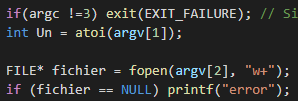 if(argc !=3) exit(EXIT_FAILURE); // Si
int Un = atoi(argv[1]);
FILE* fichier = fopen(argv[2], "w+");
if (fichier == NULL) printf("error");